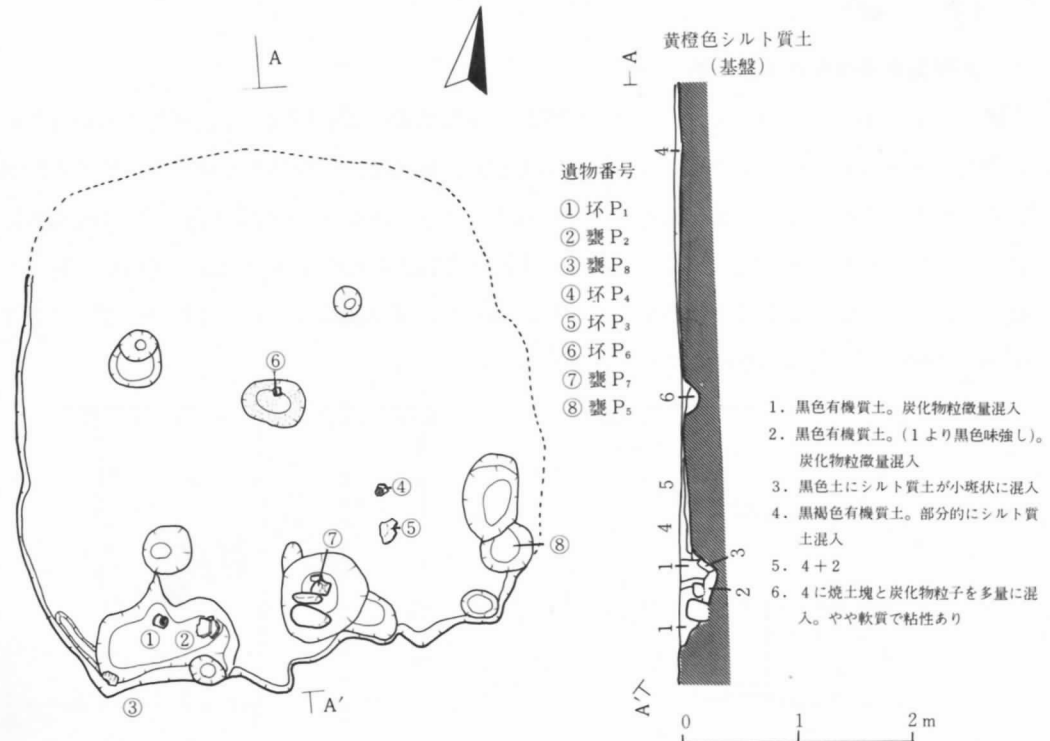 A
A
黄橙色シルト質土
(基盤)
遺物番号
① 坏 P₁
② 甕 P₂
③ 甕 P₈
④ 坏 P₄
⑤ 坏 P₃
⑥ 坏 P₆
⑦ 甕 P₇
⑧ 甕 P₅
⑥
④
⑤
⑦
⑧
①
②
③
A'
4
6
5
4
1
3
2
1
A'
1. 黒色有機質土。炭化物粒微量混入
2. 黒色有機質土。(1より黒色味強し)。
炭化物粒微量混入
3. 黒色土にシルト質土が小斑状に混入
4. 黒褐色有機質土。部分的にシルト質
土混入
5. 4+2
6. 4に焼土塊と炭化物粒子を多量に混
入。やや軟質で粘性あり
0 1 2 m